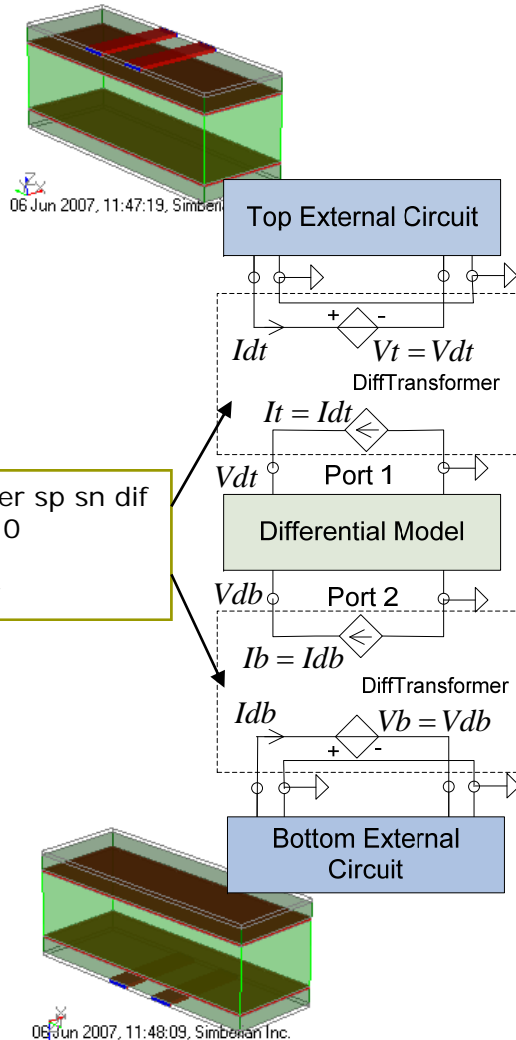 06 Jun 2007, 11:47:19, Simberian
Top External Circuit
+ -
Idt
Vt = Vdt
DiffTransformer
It = Idt
Vdt
Port 1
er sp sn dif
0
Differential Model
Vdb
Port 2
Ib = Idb
DiffTransformer
Idb
Vb = Vdb
+ -
Bottom External
Circuit
06 Jun 2007, 11:48:09, Simberian Inc.